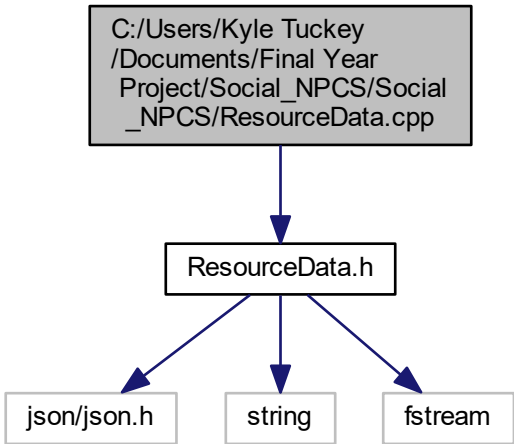 C:/Users/Kyle Tuckey
/Documents/Final Year
Project/Social_NPCS/Social
_NPCS/ResourceData.cpp
ResourceData.h
json/json.h
string
fstream